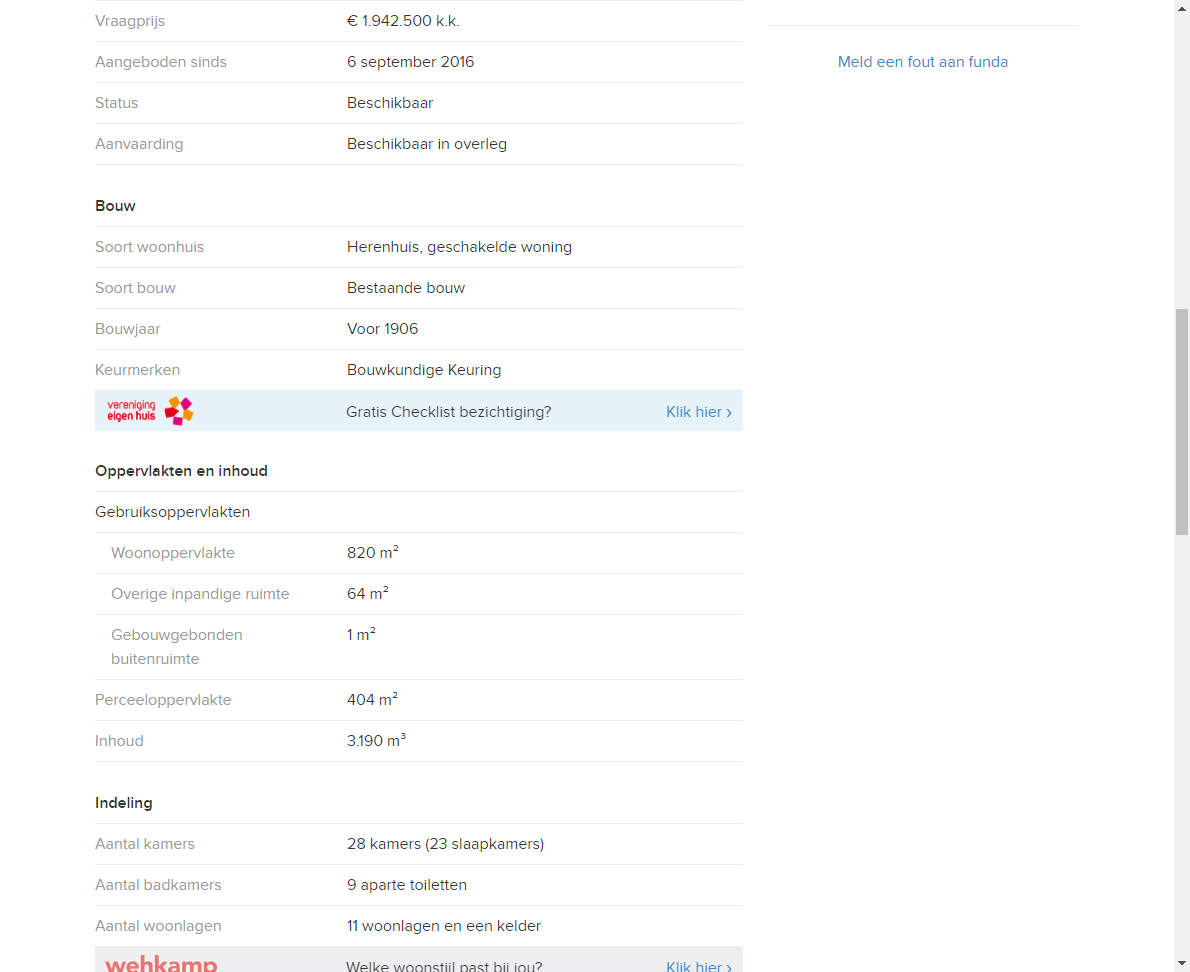 Vraagprijs € 1.942.500 k.k.
Meld een fout aan funda
Aangeboden sinds 6 september 2016
Status Beschikbaar
Aanvaarding Beschikbaar in overleg
Bouw
Soort woonhuis Herenhuis, geschakelde woning
Soort bouw Bestaande bouw
Bouwjaar Voor 1906
Keurmerken Bouwkundige Keuring
vereniging
eigen huis
Gratis Checklist bezichtiging? Klik hier ›
Oppervlakten en inhoud
Gebruiksoppervlakten
Woonoppervlakte 820 m²
Overige inpandige ruimte 64 m²
Gebouwgebonden 1 m²
buitenruimte
Perceeloppervlakte 404 m²
Inhoud 3.190 m³
Indeling
Aantal kamers 28 kamers (23 slaapkamers)
Aantal badkamers 9 aparte toiletten
Aantal woonlagen 11 woonlagen en een kelder
wehkamp Welke woonstijl past bij jou? Klik hier ›